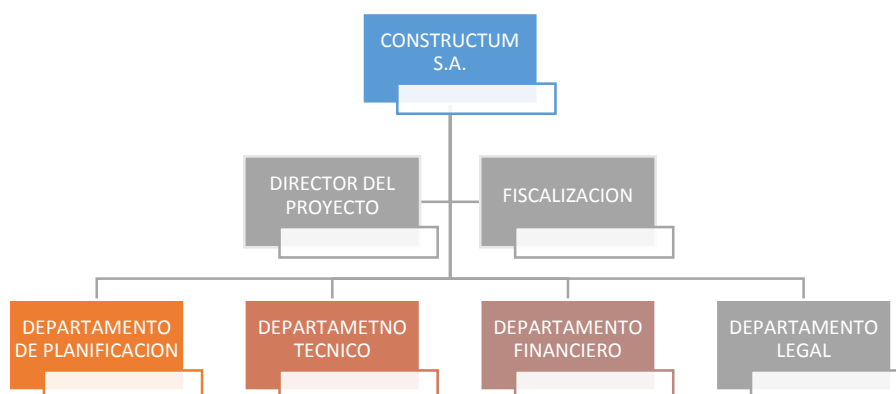 CONSTRUCTUM
S.A.
DIRECTOR DEL
PROYECTO
FISCALIZACION
DEPARTAMENTO
DE PLANIFICACION
DEPARTAMETNO
TECNICO
DEPARTAMENTO
FINANCIERO
DEPARTAMENTO
LEGAL